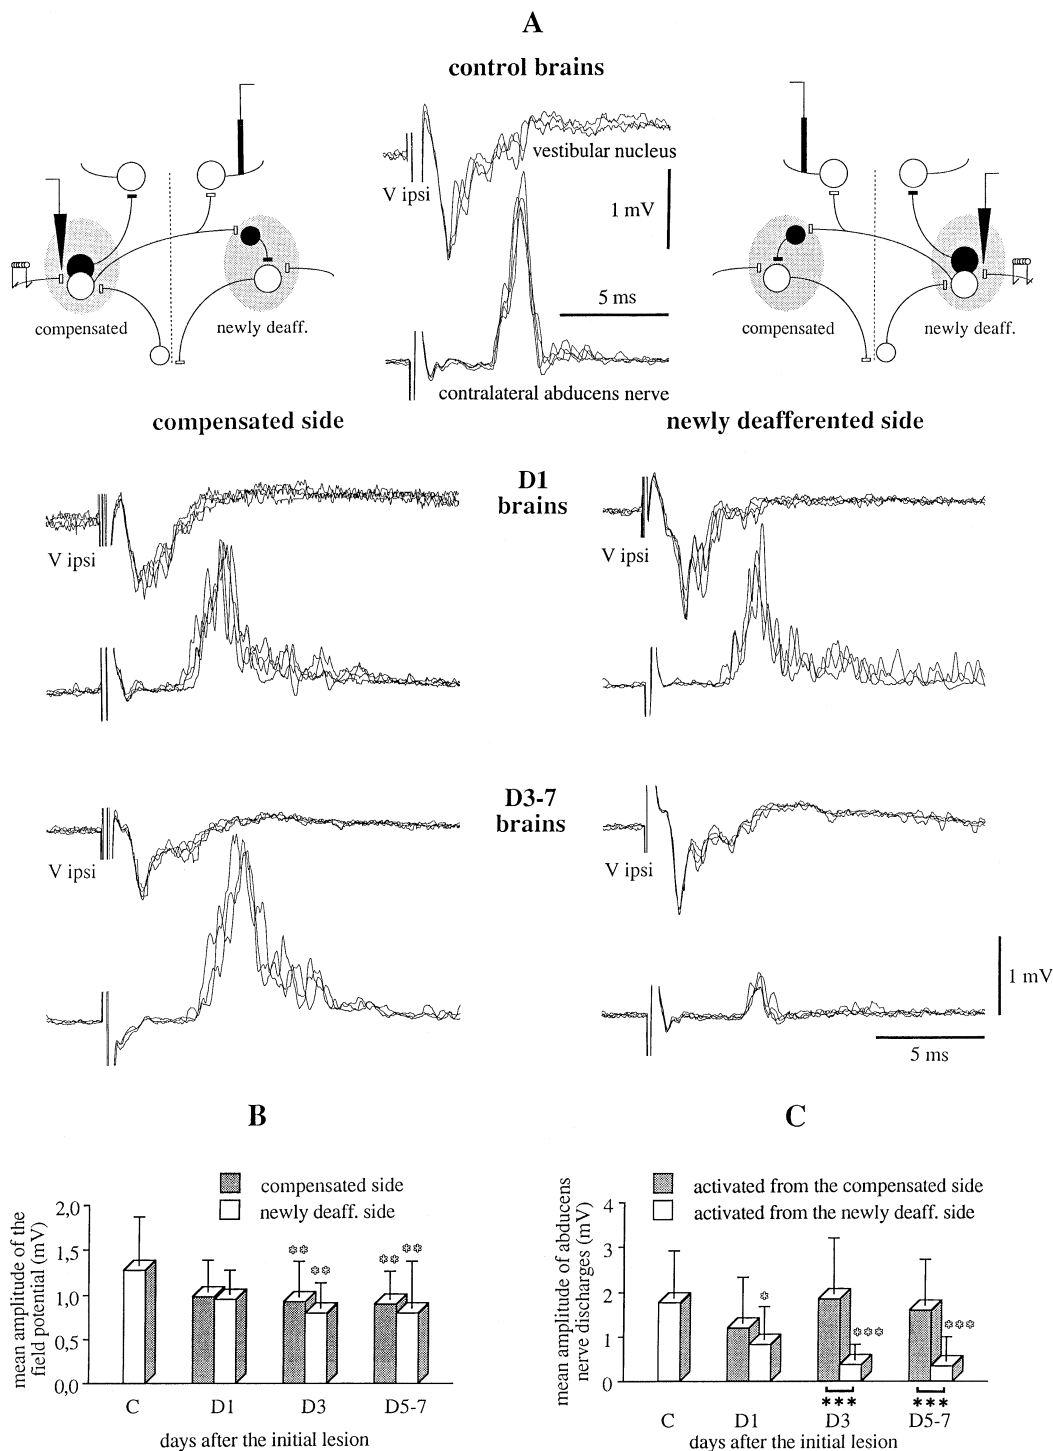 A
control brains
vestibular nucleus
V ipsi
1 mV
5 ms
contralateral abducens nerve
compensated
newly deaff.
compensated
newly deaff.
compensated side
newly deafferented side
D1
brains
V ipsi
V ipsi
D3-7
brains
V ipsi
V ipsi
1 mV
5 ms
B
compensated side
newly deaff. side
mean amplitude of the
field potential (mV)
2,0
1,5
1,0
0,5
0,0
** ** ** **
C D1 D3 D5-7
days after the initial lesion
C
activated from the compensated side
activated from the newly deaff. side
mean amplitude of abducens
nerve discharges (mV)
4
3
2
1
0
* *** ***
*** ***
C D1 D3 D5-7
days after the initial lesion